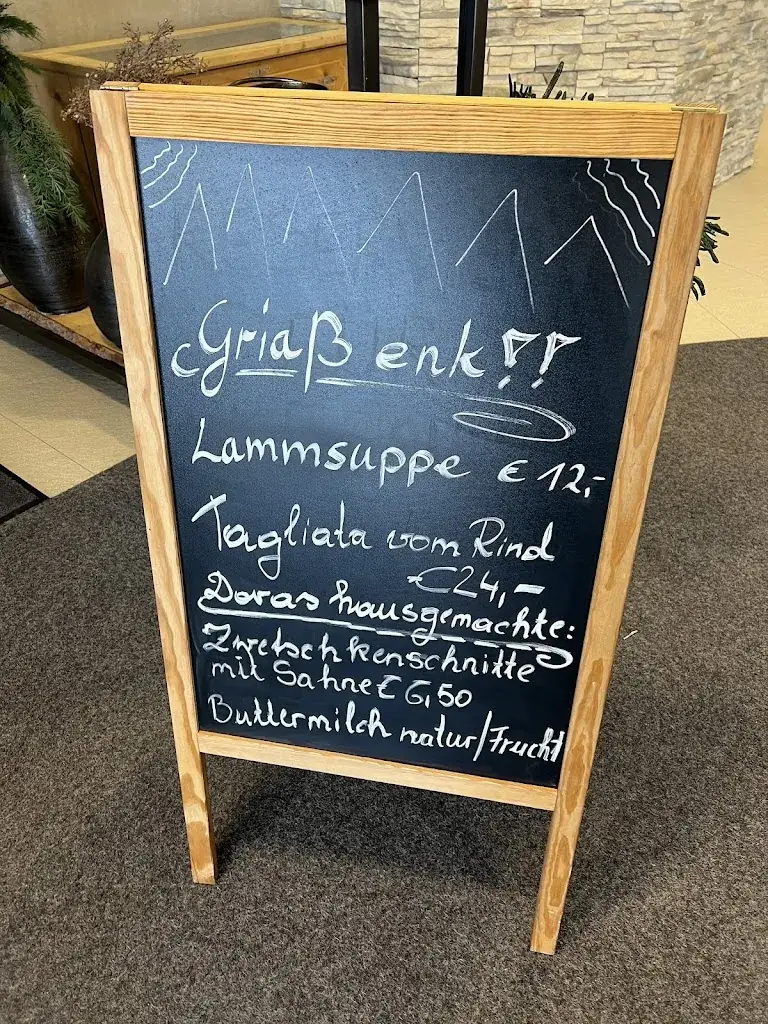 Griaß enk!!
Lammsuppe € 12,-
Tagliata vom Rind
€24,-
Doras hausgemachte:
Zwetschkenschnitte
mit Sahne € 6,50
Buttermilch natur/Frucht